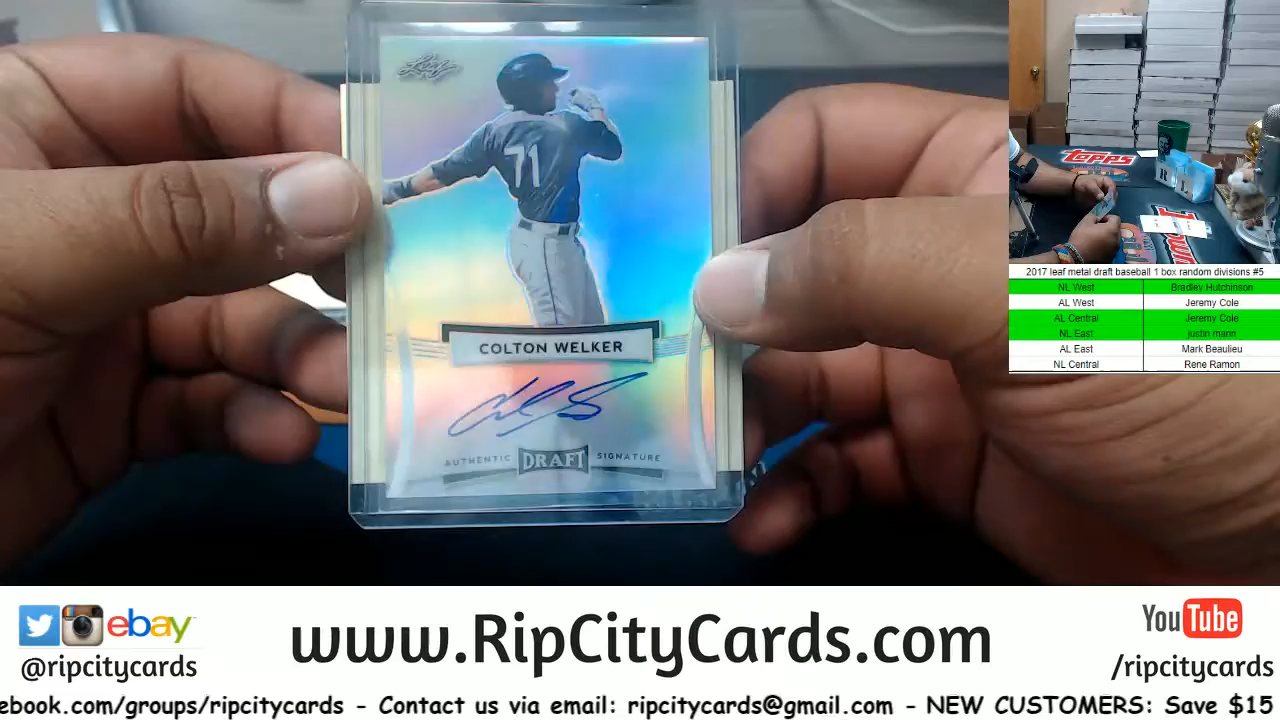 Leaf
71
COLTON WELKER
AUTHENTIC DRAFT SIGNATURE
TOPPS
R L
2017 leaf metal draft baseball 1 box random divisions #5
NL West Bradley Hutchinson
AL West Jeremy Cole
AL Central Jeremy Cole
NL East justin mann
AL East Mark Beaulieu
NL Central Rene Ramon
ebay
@ripcitycards
www.RipCityCards.com
YouTube
/ripcitycards
cebook.com/groups/ripcitycards - Contact us via email: ripcitycards@gmail.com - NEW CUSTOMERS: Save $15